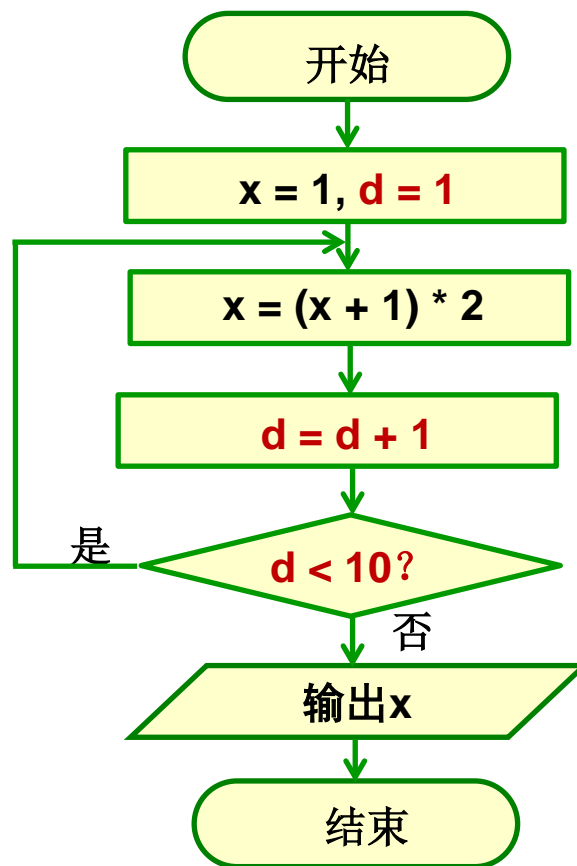 开始
x = 1, d = 1
x = (x + 1) * 2
d = d + 1
是
d < 10？
否
输出x
结束